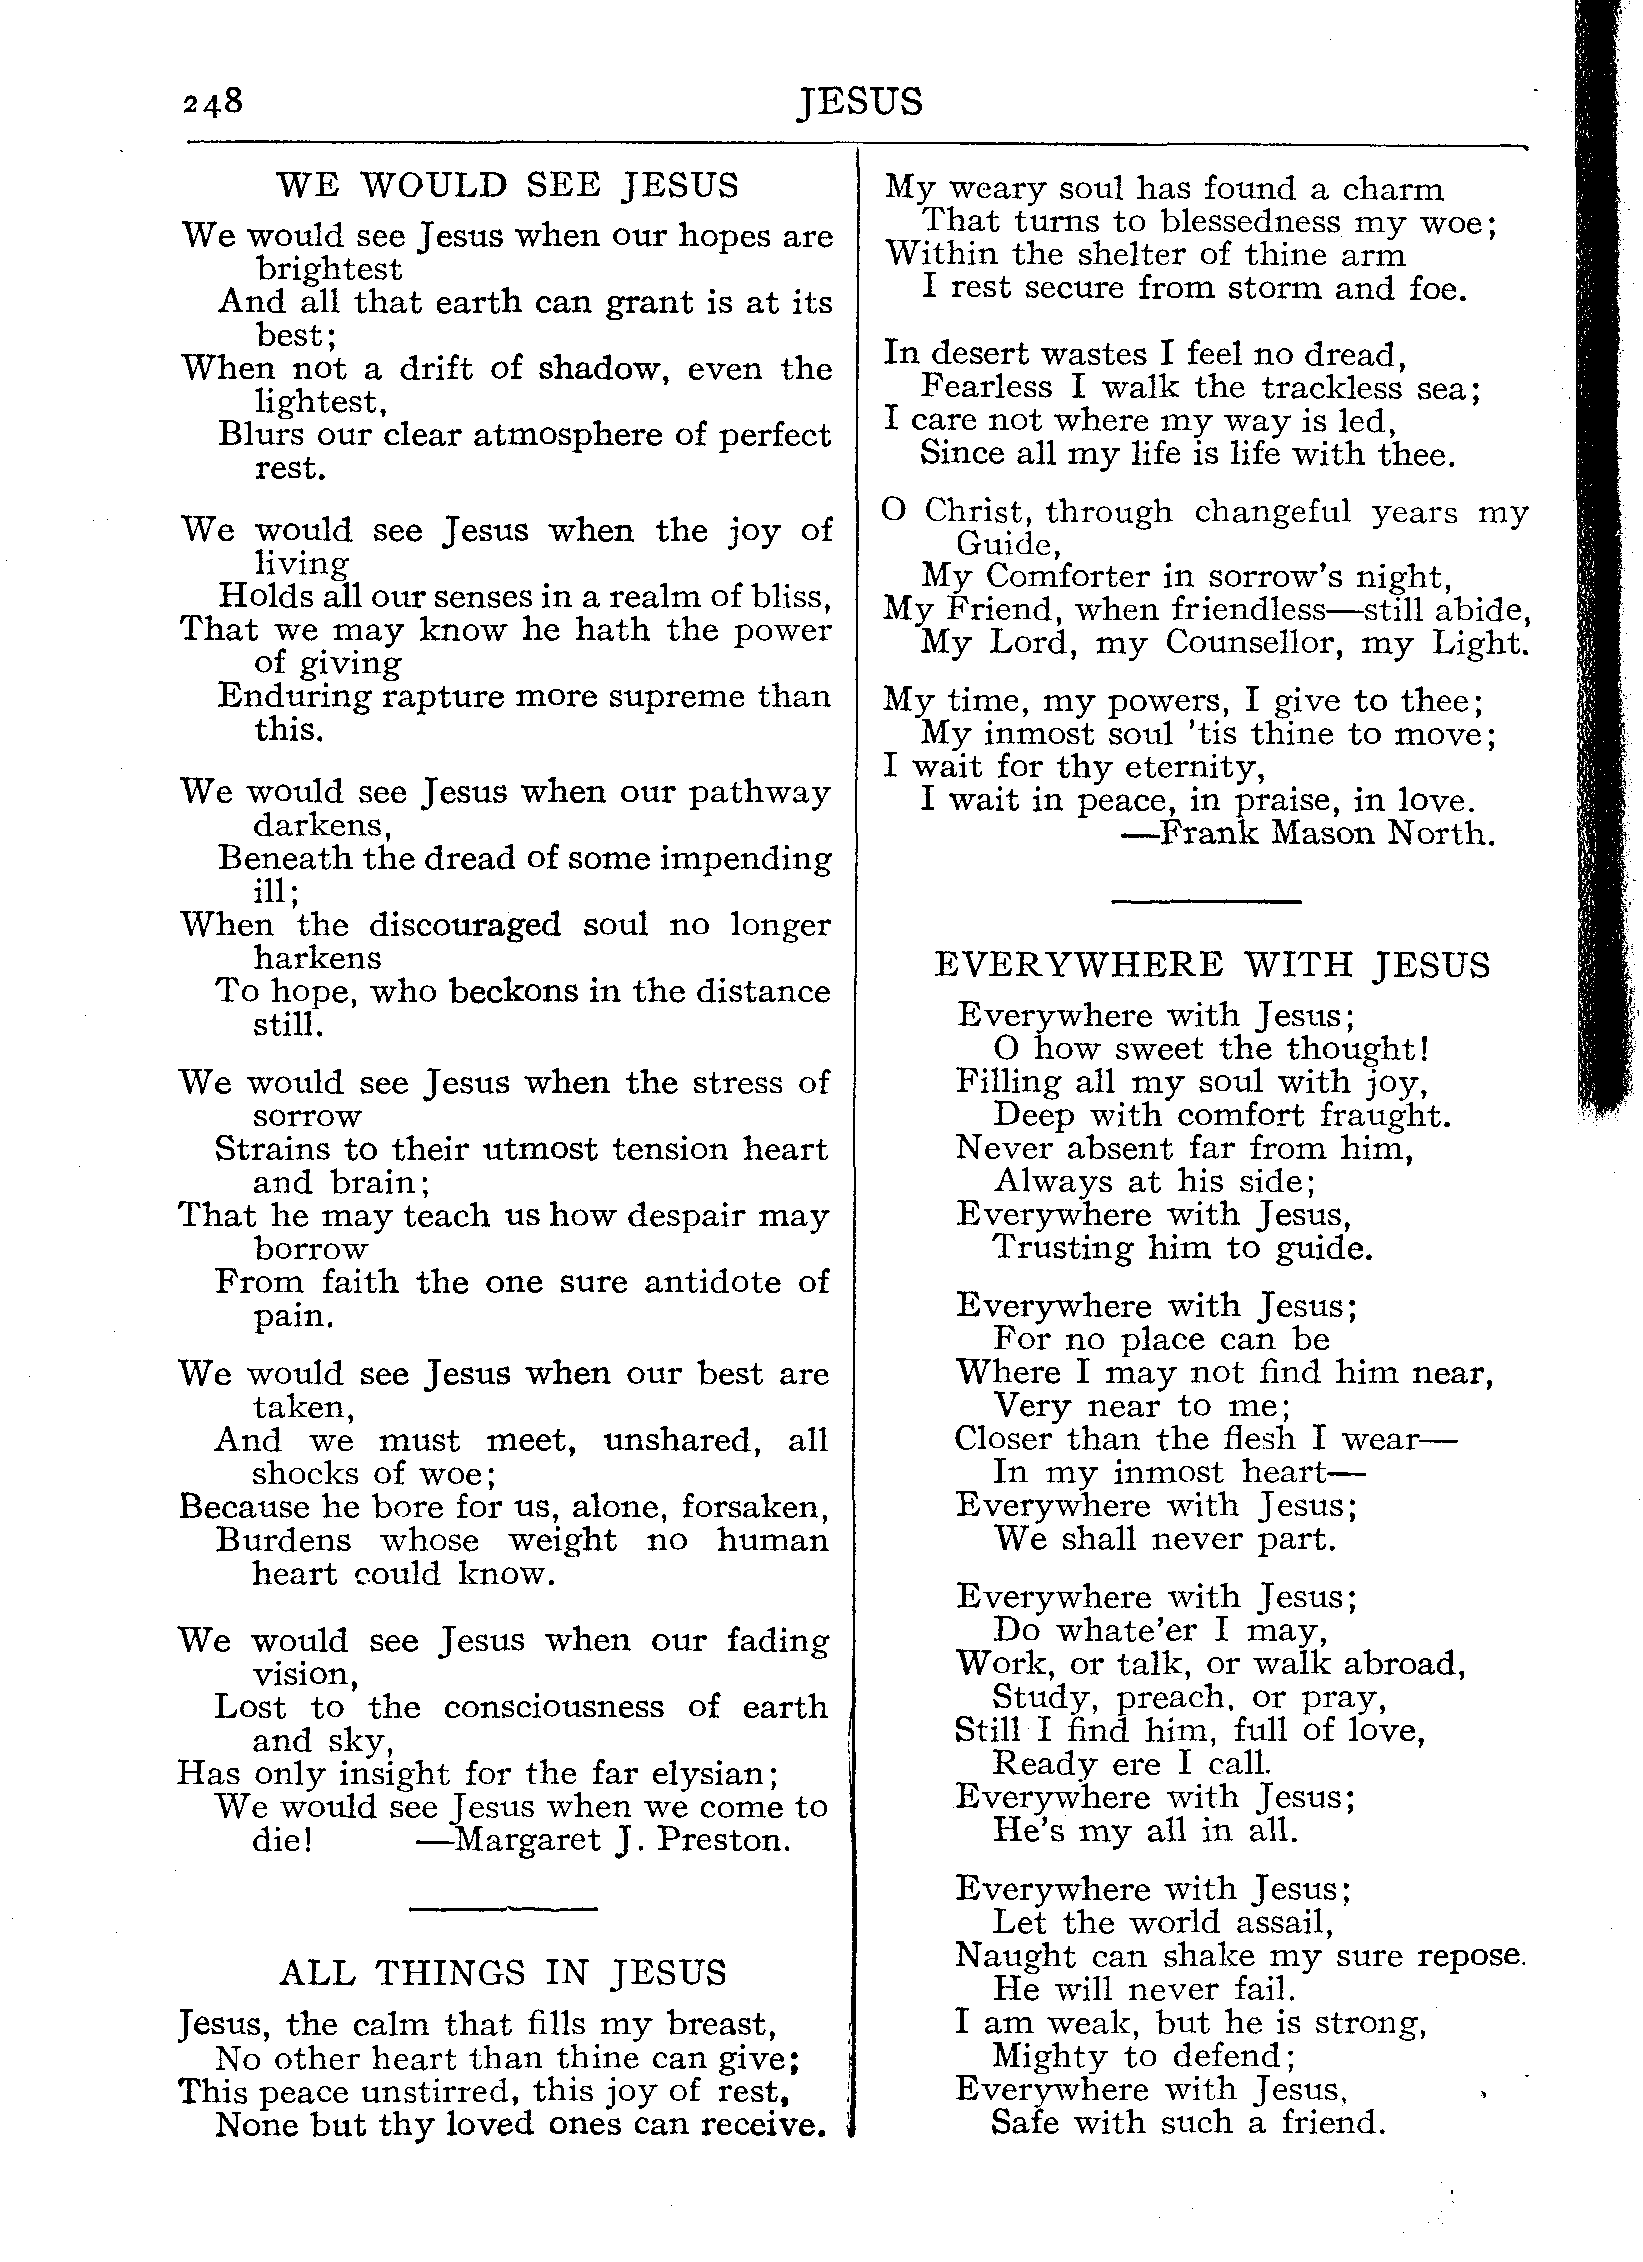 248
JESUS
WE WOULD SEE JESUS
We would see Jesus when our hopes are
brightest
And all that earth can grant is at its
best;
When not a drift of shadow, even the
lightest,
Blurs our clear atmosphere of perfect
rest.
We would see Jesus when the joy of
living
Holds all our senses in a realm of bliss,
That we may know he hath the power
of giving
Enduring rapture more supreme than
this.
We would see Jesus when our pathway
darkens,
Beneath the dread of some impending
ill;
When the discouraged soul no longer
harkens
To hope, who beckons in the distance
still.
We would see Jesus when the stress of
sorrow
Strains to their utmost tension heart
and brain;
That he may teach us how despair may
borrow
From faith the one sure antidote of
pain.
We would see Jesus when our best are
taken,
And we must meet, unshared, all
shocks of woe;
Because he bore for us, alone, forsaken,
Burdens whose weight no human
heart could know.
We would see Jesus when our fading
vision,
Lost to the consciousness of earth
and sky,
Has only insight for the far elysian;
We would see Jesus when we come to
die! —Margaret J. Preston.
ALL THINGS IN JESUS
Jesus, the calm that fills my breast,
No other heart than thine can give;
This peace unstirred, this joy of rest,
None but thy loved ones can receive.
My weary soul has found a charm
That turns to blessedness my woe;
Within the shelter of thine arm
I rest secure from storm and foe.
In desert wastes I feel no dread,
Fearless I walk the trackless sea;
I care not where my way is led,
Since all my life is life with thee.
O Christ, through changeful years my
Guide,
My Comforter in sorrow's night,
My Friend, when friendless—still abide,
My Lord, my Counsellor, my Light.
My time, my powers, I give to thee;
My inmost soul 'tis thine to move;
I wait for thy eternity,
I wait in peace, in praise, in love.
—Frank Mason North.
EVERYWHERE WITH JESUS
Everywhere with Jesus;
O how sweet the thought!
Filling all my soul with joy,
Deep with comfort fraught.
Never absent far from him,
Always at his side;
Everywhere with Jesus,
Trusting him to guide.
Everywhere with Jesus;
For no place can be
Where I may not find him near,
Very near to me;
Closer than the flesh I wear—
In my inmost heart—
Everywhere with Jesus;
We shall never part.
Everywhere with Jesus;
Do whate'er I may,
Work, or talk, or walk abroad,
Study, preach, or pray,
Still I find him, full of love,
Ready ere I call.
Everywhere with Jesus;
He's my all in all.
Everywhere with Jesus;
Let the world assail,
Naught can shake my sure repose.
He will never fail.
I am weak, but he is strong,
Mighty to defend;
Everywhere with Jesus,
Safe with such a friend.